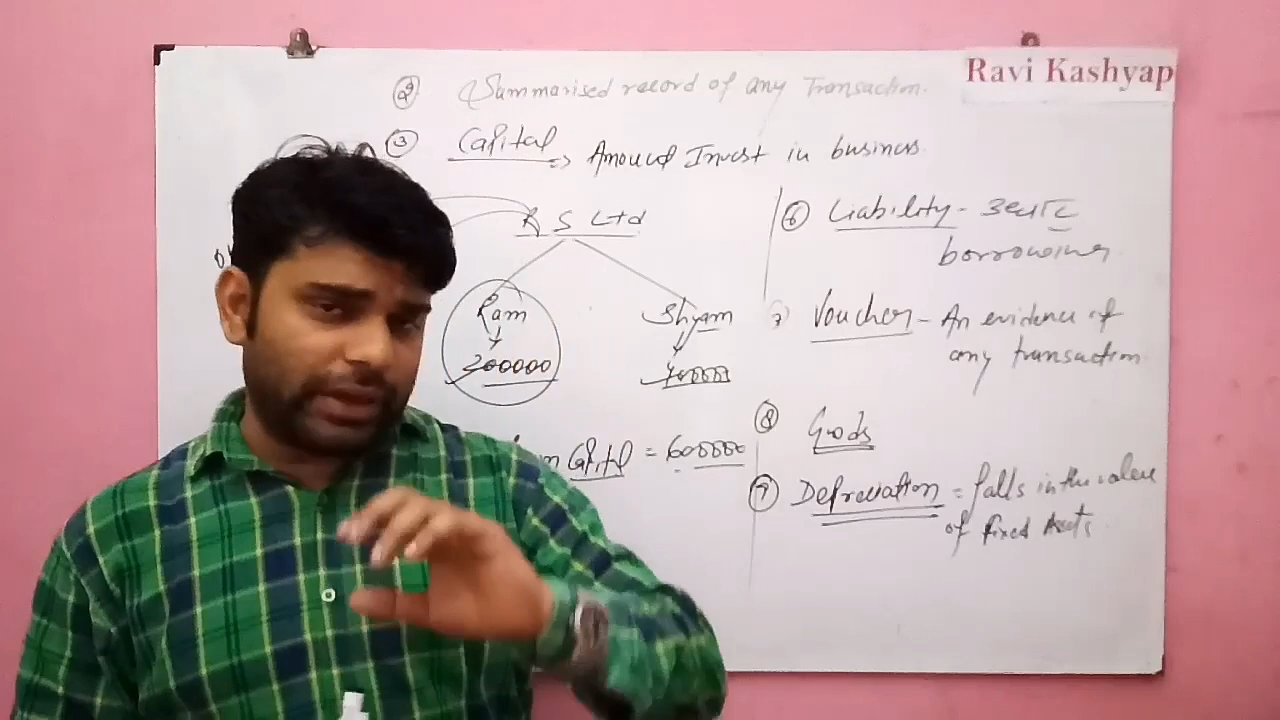 Ravi Kashyap
② Summarised record of any Transaction.
③ Capital => Amound Invest in business
R S Ltd
Ram
200000
Shyam
400000
Capital = 600000
⑥ Liability - उधार
borrowing
7 Voucher - An evidence of
any transaction
⑧ Goods
⑨ Depreciation = falls in the value
of fixed Assets